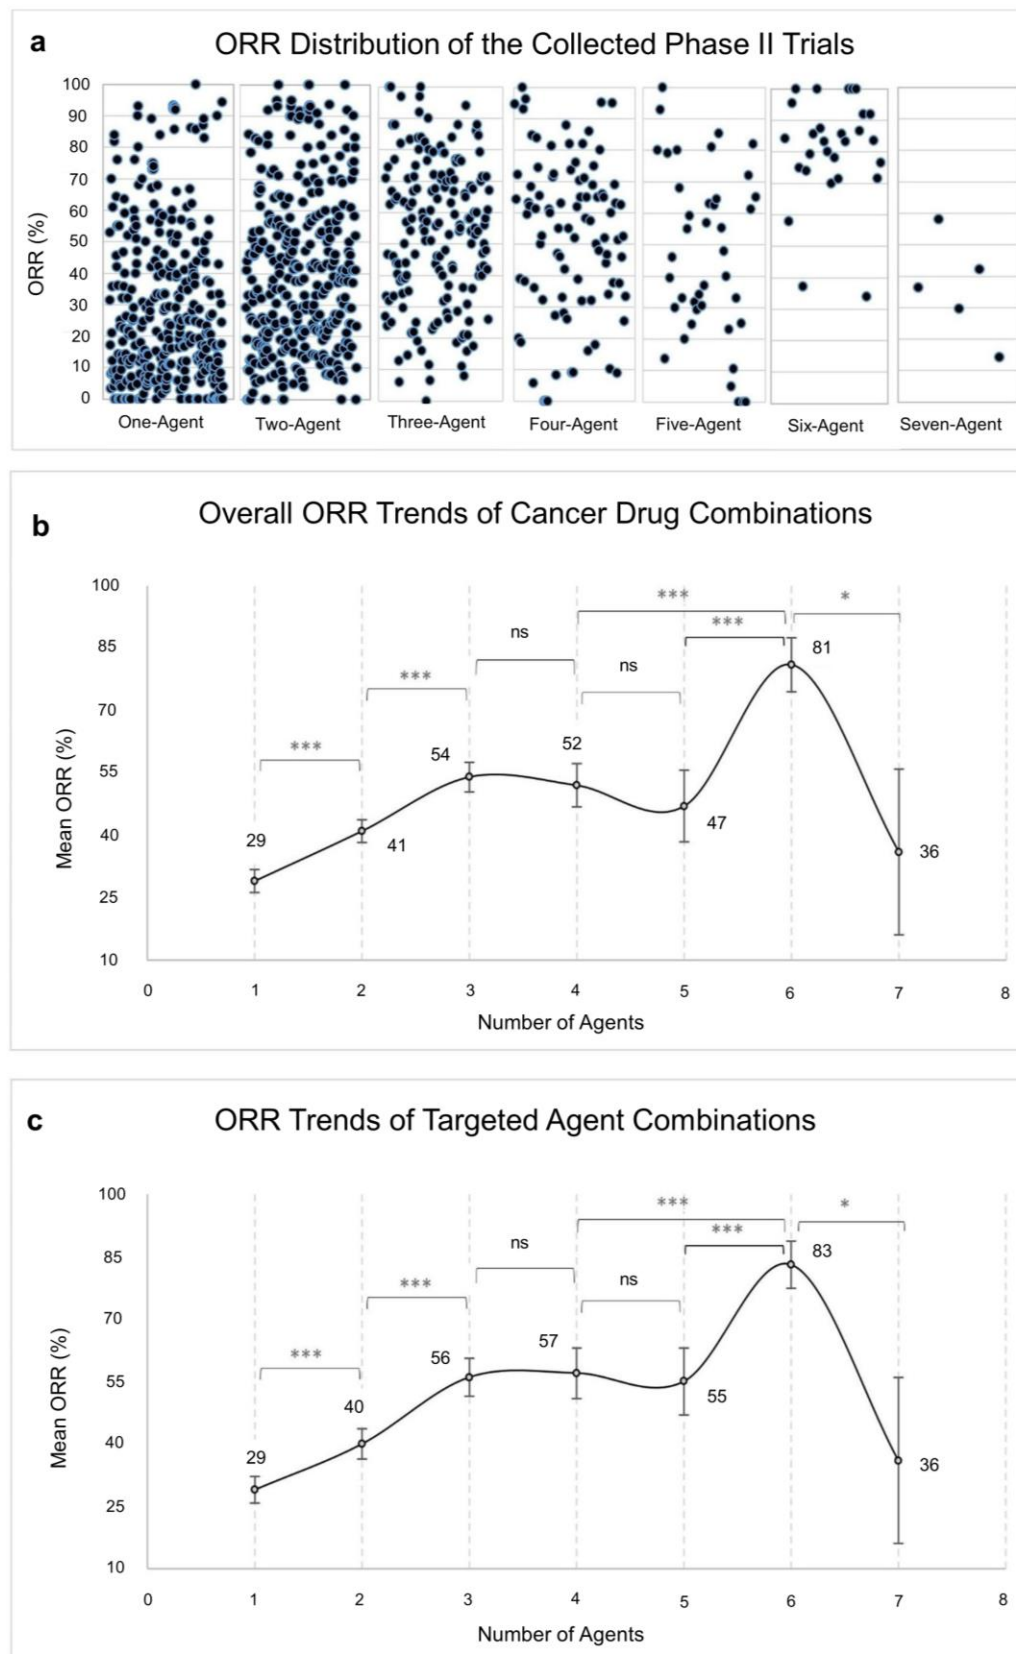 a
ORR Distribution of the Collected Phase II Trials
ORR (%)
100
90
80
70
60
50
40
30
20
10
0
One-Agent Two-Agent Three-Agent Four-Agent Five-Agent Six-Agent Seven-Agent
b
Overall ORR Trends of Cancer Drug Combinations
Mean ORR (%)
100
85
70
55
40
25
10
*** *
***
81
ns
ns
***
54
52
***
47
29
41
36
0 1 2 3 4 5 6 7 8
Number of Agents
c
ORR Trends of Targeted Agent Combinations
Mean ORR (%)
100
85
70
55
40
25
10
*** *
***
83
ns
ns
***
57
56
***
55
40
29
36
0 1 2 3 4 5 6 7 8
Number of Agents